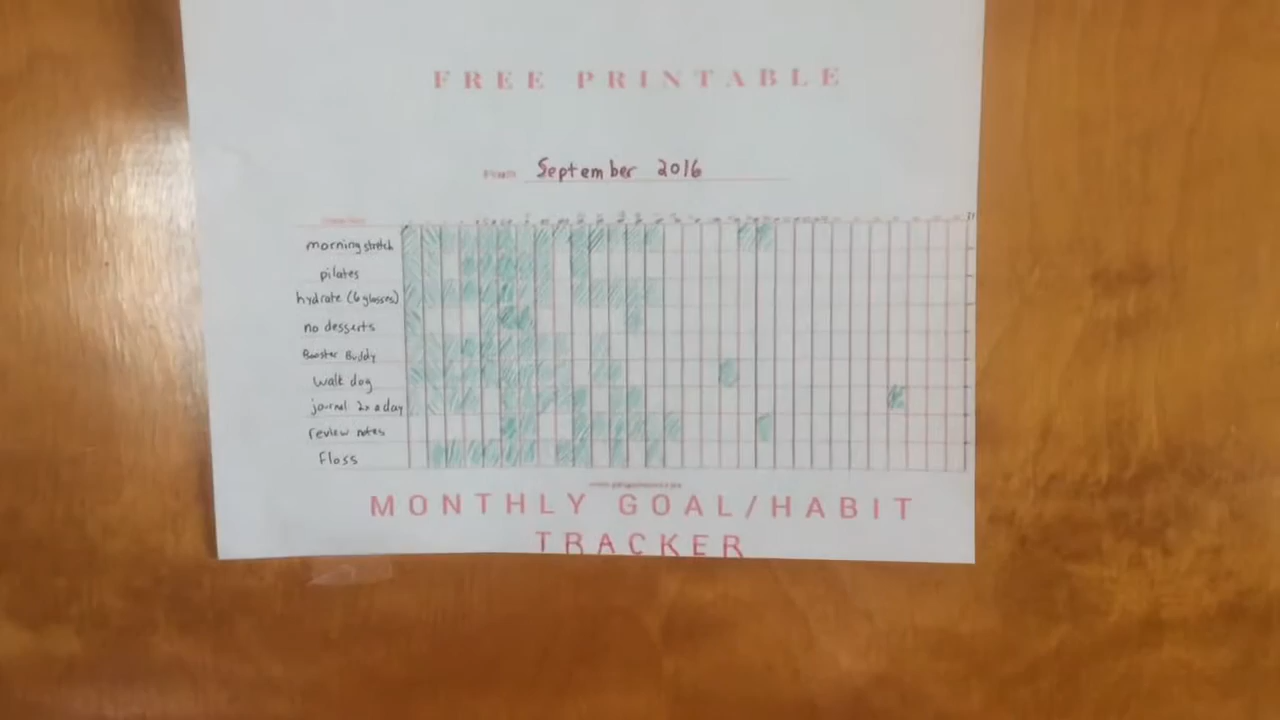 FREE PRINTABLE
September 2016
morning stretch
pilates
hydrate (6 glasses)
no desserts
Booster Buddy
walk dog
journal 2x a day
review notes
Floss
MONTHLY GOAL/HABIT
TRACKER